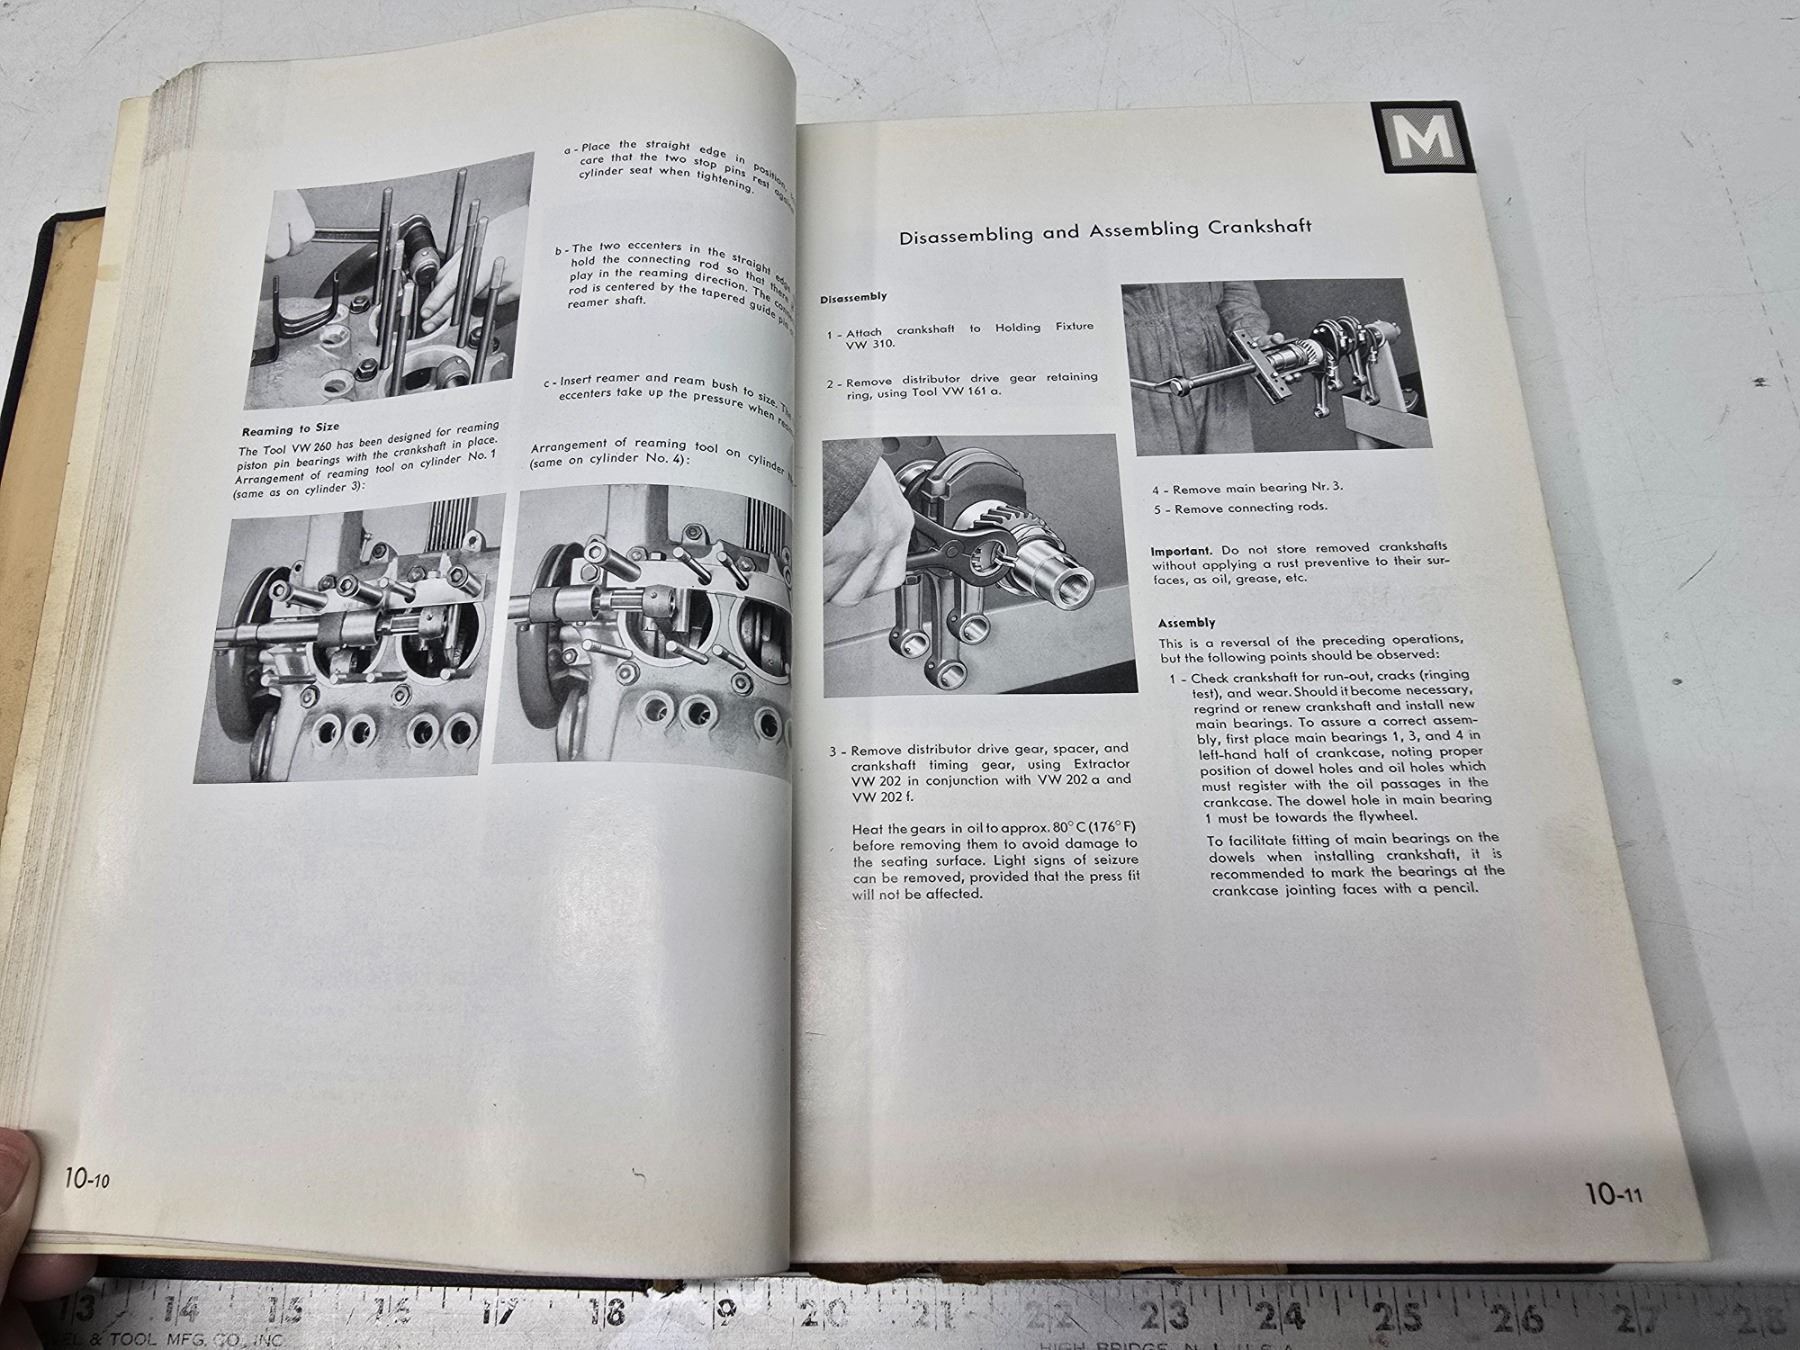 Reaming to Size
The Tool VW 260 has been designed for reaming
piston pin bearings with the crankshaft in place.
Arrangement of reaming tool on cylinder No. 1
(same as on cylinder 3):
a - Place the straight edge in position,
care that the two stop pins rest
cylinder seat when tightening.
b - The two eccenters in the straight edge
hold the connecting rod so that there
play in the reaming direction. The
rod is centered by the tapered guide pin
reamer shaft.
c - Insert reamer and ream bush to size. The
eccenters take up the pressure when
Arrangement of reaming tool on cylinder
(same on cylinder No. 4):
10-10
M
Disassembling and Assembling Crankshaft
Disassembly
1 - Attach crankshaft to Holding Fixture
VW 310.
2 - Remove distributor drive gear retaining
ring, using Tool VW 161 a.
3 - Remove distributor drive gear, spacer, and
crankshaft timing gear, using Extractor
VW 202 in conjunction with VW 202 a and
VW 202 f.
Heat the gears in oil to approx. 80° C (176° F)
before removing them to avoid damage to
the seating surface. Light signs of seizure
can be removed, provided that the press fit
will not be affected.
4 - Remove main bearing Nr. 3.
5 - Remove connecting rods.
Important. Do not store removed crankshafts
without applying a rust preventive to their sur-
faces, as oil, grease, etc.
Assembly
This is a reversal of the preceding operations,
but the following points should be observed:
1 - Check crankshaft for run-out, cracks (ringing
test), and wear. Should it become necessary,
regrind or renew crankshaft and install new
main bearings. To assure a correct assem-
bly, first place main bearings 1, 3, and 4 in
left-hand half of crankcase, noting proper
position of dowel holes and oil holes which
must register with the oil passages in the
crankcase. The dowel hole in main bearing
1 must be towards the flywheel.
To facilitate fitting of main bearings on the
dowels when installing crankshaft, it is
recommended to mark the bearings at the
crankcase jointing faces with a pencil.
10-11
13 14 15 16 17 18 19 20 21 22 23 24 25 26 27 28
& TOOL MFG. CO. INC.
HIGH BRIDGE, N. J. U. S. A.